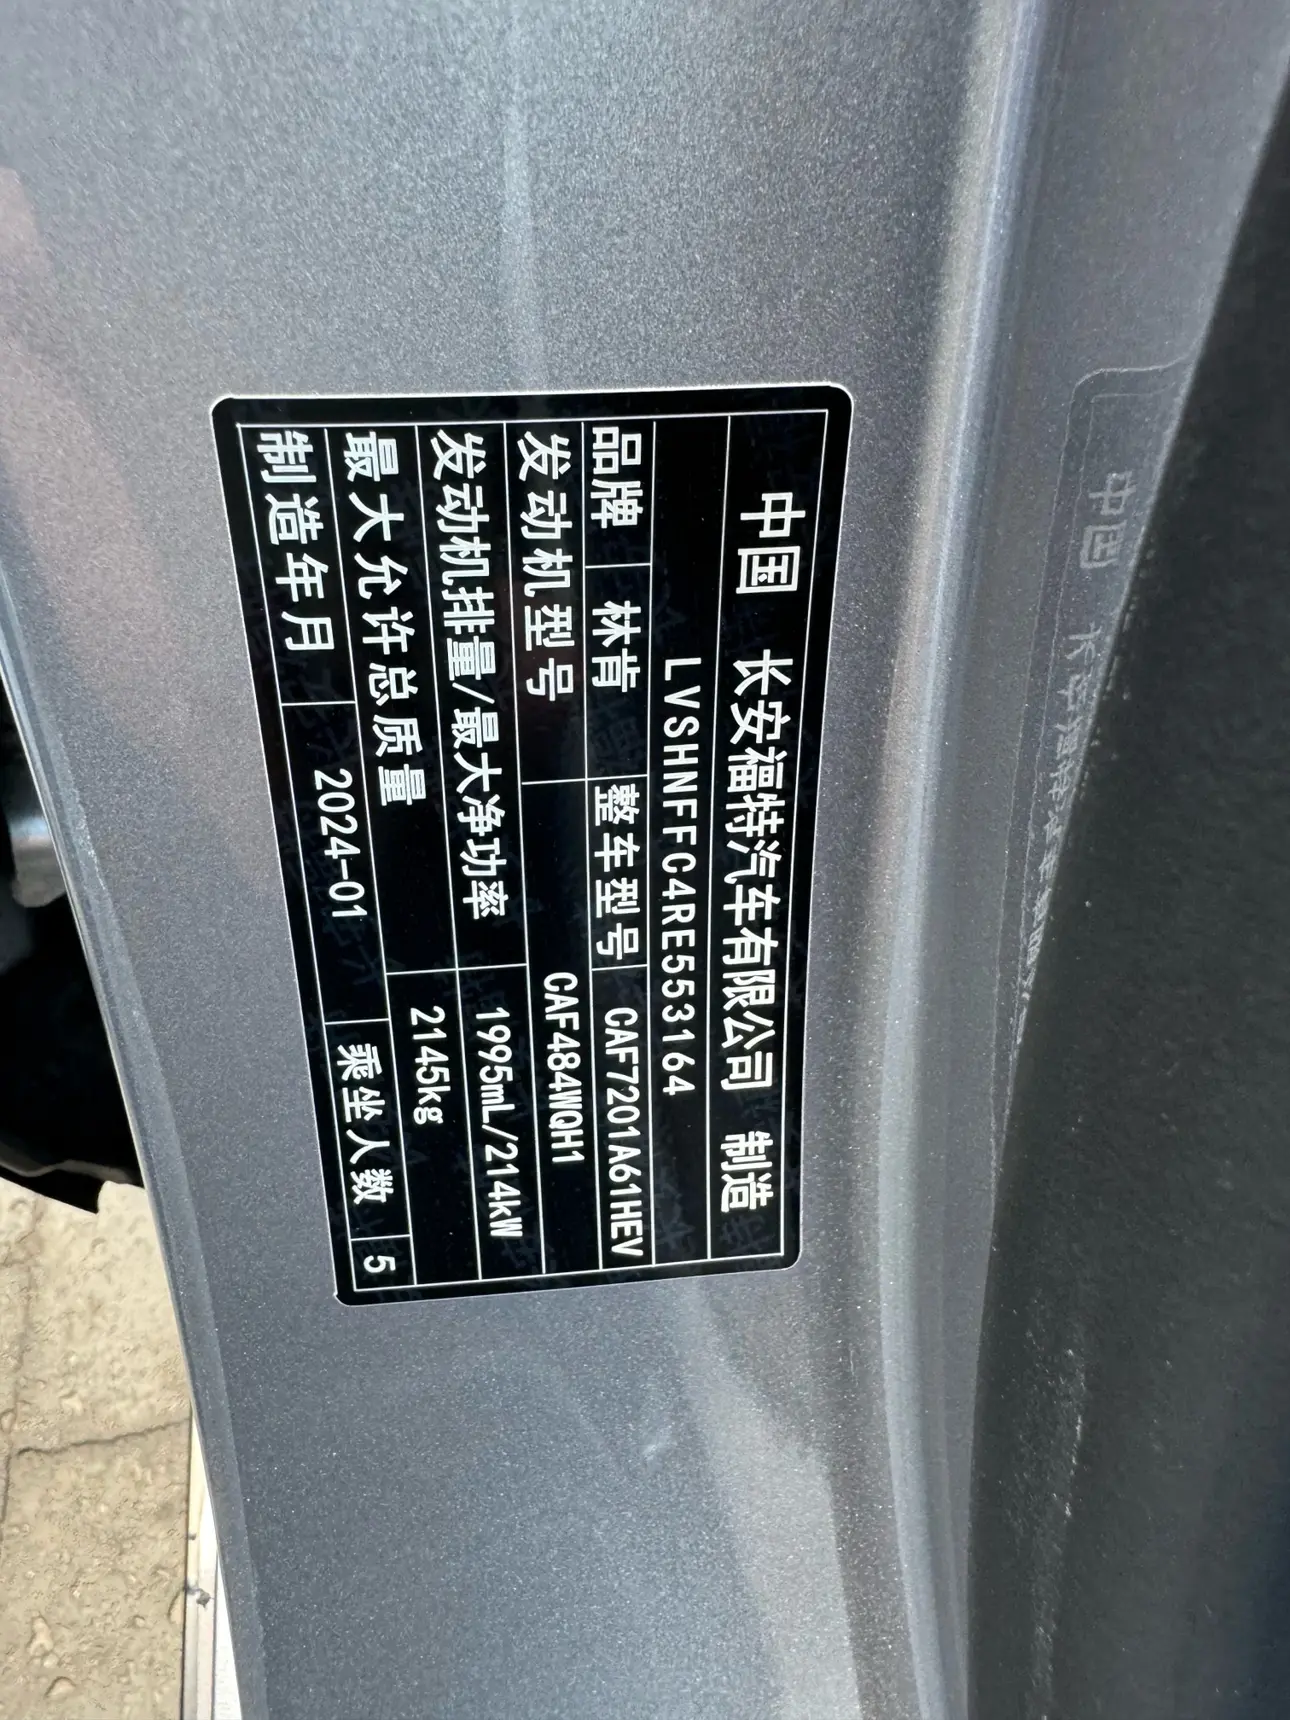 中国 长安福特汽车有限公司 制造
LVSHNFFC4RE553164
品牌 林肯 整车型号 CAF7201A61HEV
发动机型号 CAF484WQH1
发动机排量/最大净功率 1995mL/214kW
最大允许总质量 2145kg
制造年月 2024-01 乘坐人数 5
中国